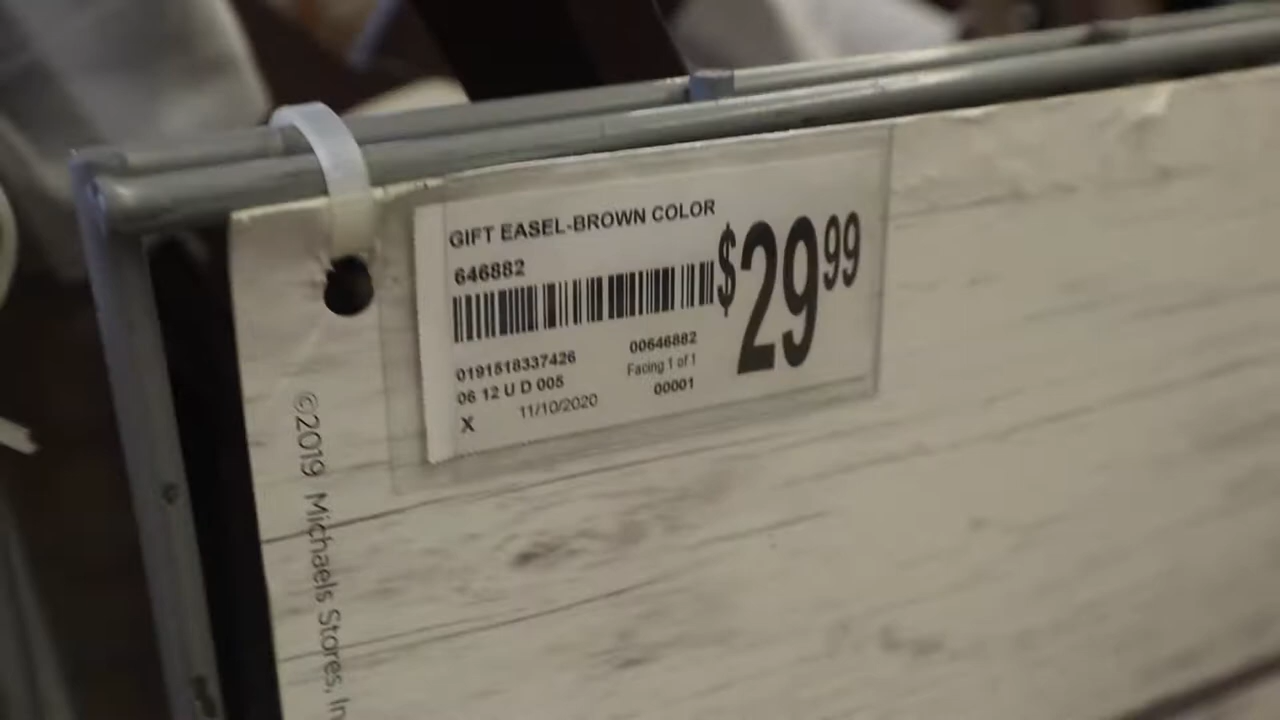 GIFT EASEL-BROWN COLOR
646882
$29 99
0191518337426
00646882
06 12 U D 005
Facing 1 of 1
X
11/10/2020
00001
©2019 Michaels Stores, In